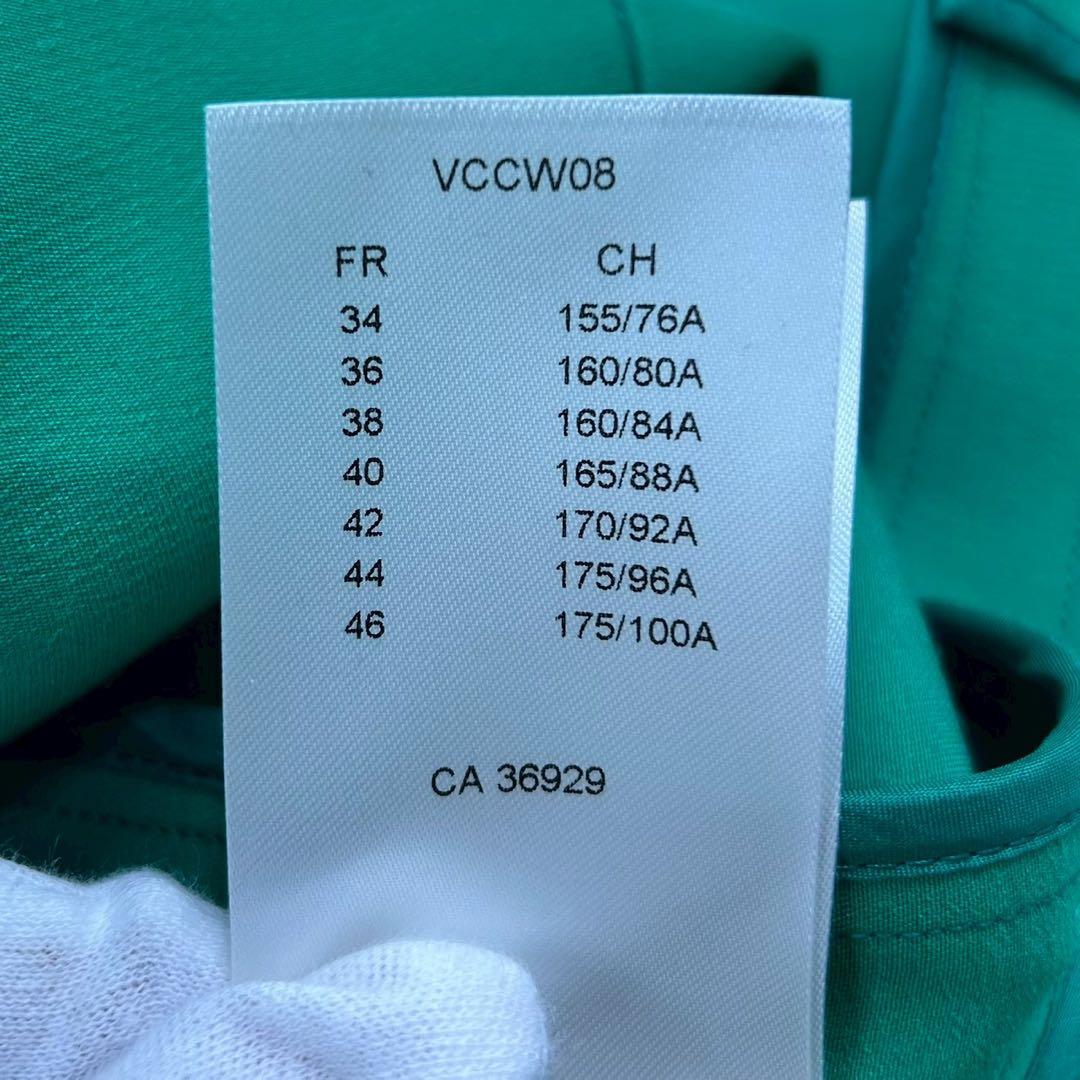 VCCW08
FR CH
34 155/76A
36 160/80A
38 160/84A
40 165/88A
42 170/92A
44 175/96A
46 175/100A
CA 36929